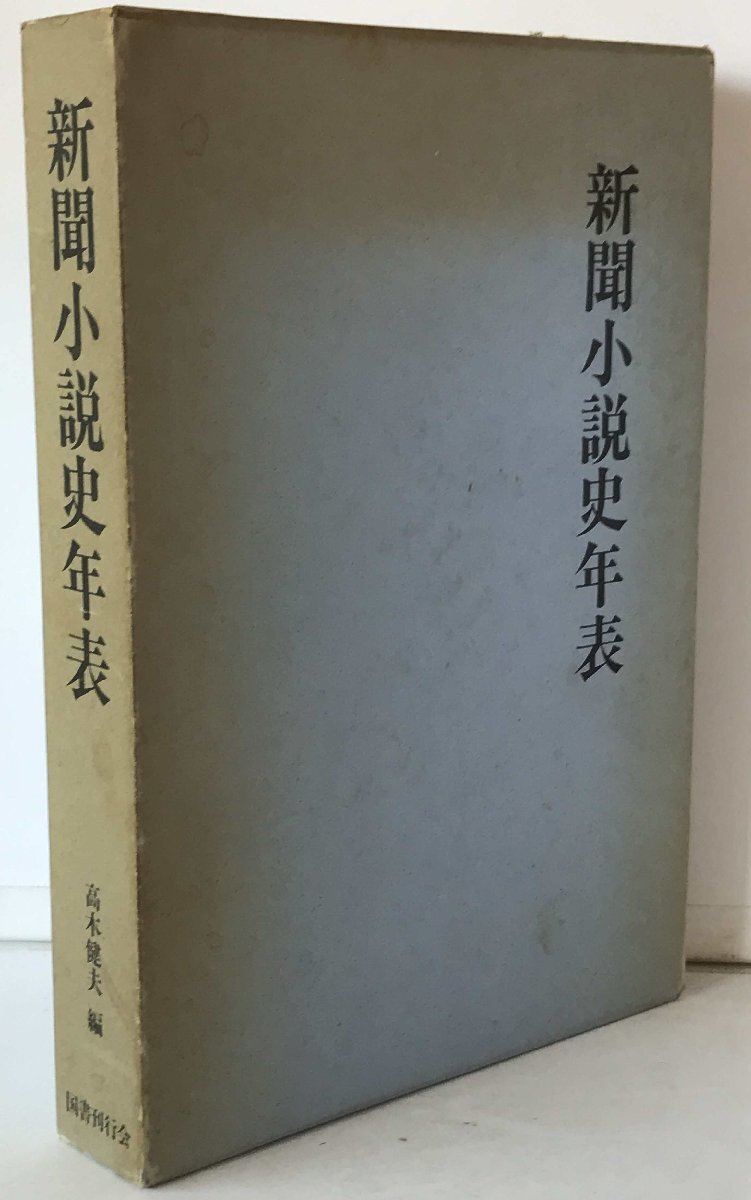 新聞小説史年表
高木健夫 編
国書刊行会
新聞小説史年表